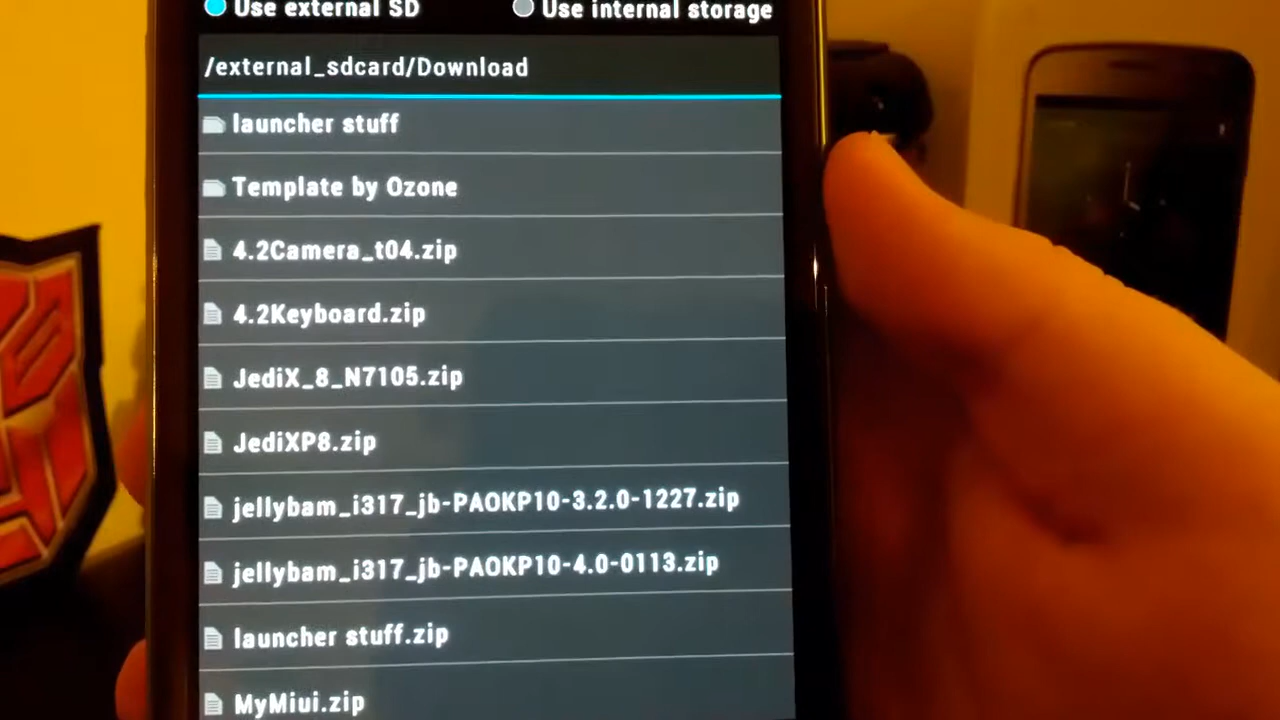 Use external SD
Use internal storage
/external_sdcard/Download
launcher stuff
Template by Ozone
4.2Camera_t04.zip
4.2Keyboard.zip
JediX_8_N7105.zip
JediXP8.zip
jellybam_i317_jb-PAOKP10-3.2.0-1227.zip
jellybam_i317_jb-PAOKP10-4.0-0113.zip
launcher stuff.zip
MyMiui.zip